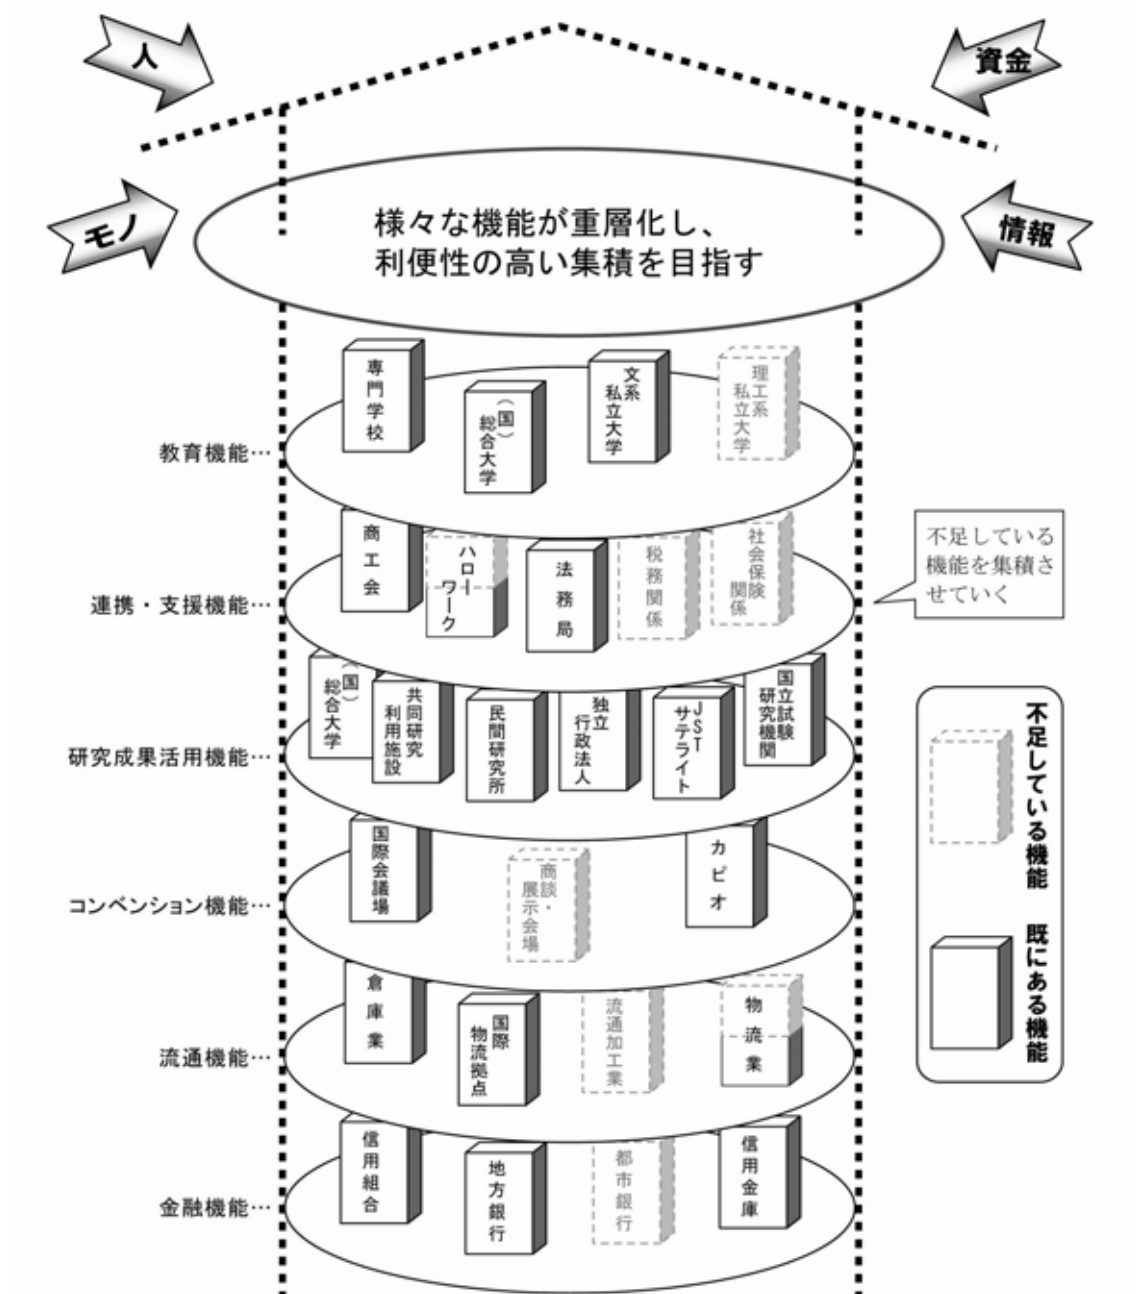 人
資金
モノ
情報
様々な機能が重層化し、
利便性の高い集積を目指す
教育機能…
専門学校
（国）
総合大学
文系
私立大学
理工系
私立大学
連携・支援機能…
商工会
ハロー
ワーク
法務局
税務関係
社会保険
関係
不足している
機能を集積さ
せていく
研究成果活用機能…
（国）
総合大学
共同研究
利用施設
民間研究所
独立
行政法人
JST
サテライト
国立試験
研究機関
コンベンション機能…
国際会議場
商談・
展示会場
カピオ
流通機能…
倉庫業
国際
物流拠点
流通加工業
物流業
金融機能…
信用組合
地方銀行
都市銀行
信用金庫
不足している機能
既にある機能